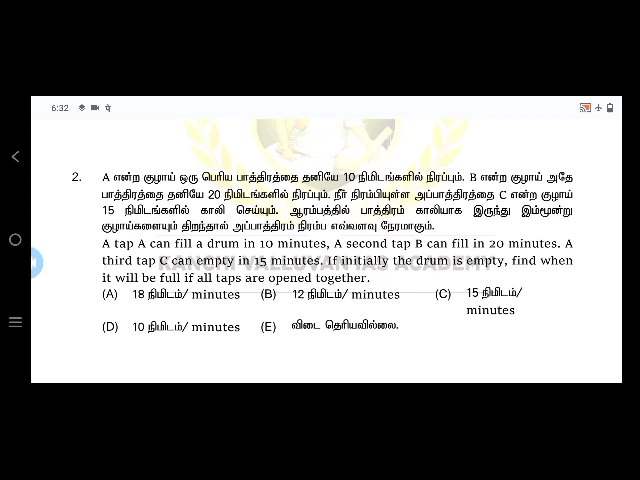 6:32
2. A என்ற குழாய் ஒரு பெரிய பாத்திரத்தை தனியே 10 நிமிடங்களில் நிரப்பும். B என்ற குழாய் அதே
பாத்திரத்தை தனியே 20 நிமிடங்களில் நிரப்பும். நீர் நிரம்பியுள்ள அப்பாத்திரத்தை C என்ற குழாய்
15 நிமிடங்களில் காலி செய்யும். ஆரம்பத்தில் பாத்திரம் காலியாக இருந்து இம்மூன்று
குழாய்களையும் திறந்தால் அப்பாத்திரம் நிரம்ப எவ்வளவு நேரமாகும்.
A tap A can fill a drum in 10 minutes, A second tap B can fill in 20 minutes. A
third tap C can empty in 15 minutes. If initially the drum is empty, find when
KANCHI VALLUVAN IAS ACADEMY
it will be full if all taps are opened together.
(A) 18 நிமிடம்/ minutes (B) 12 நிமிடம்/ minutes (C) 15 நிமிடம்/
minutes
(D) 10 நிமிடம்/ minutes (E) விடை தெரியவில்லை.